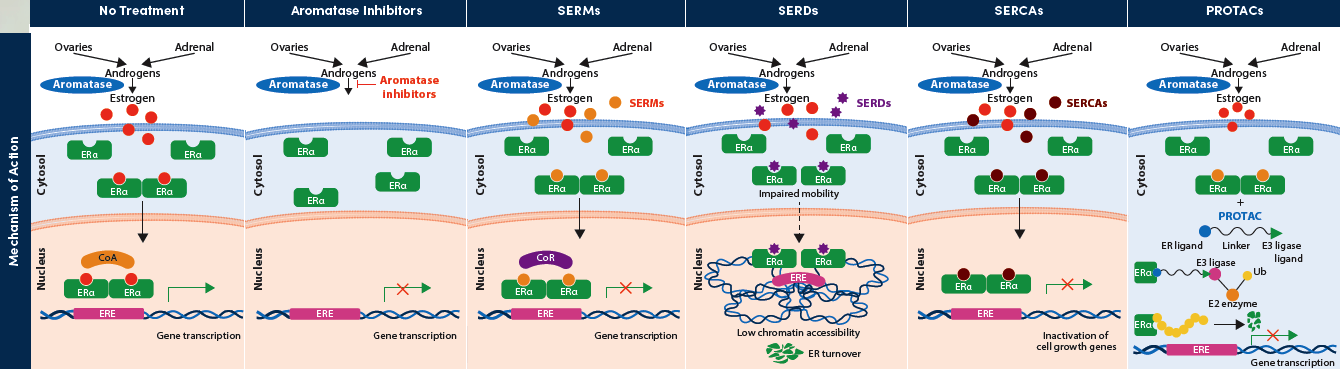 No Treatment
Aromatase Inhibitors
SERMs
SERDs
SERCAs
PROTACs
Mechanism of Action
Ovaries
Adrenal
Androgens
Aromatase
Estrogen
Cytosol
ERα
ERα
ERα
ERα
Nucleus
CoA
ERα
ERα
ERE
Gene transcription
Ovaries
Adrenal
Androgens
Aromatase
Aromatase
inhibitors
Cytosol
ERα
ERα
ERα
ERα
Nucleus
ERE
Gene transcription
Ovaries
Adrenal
Androgens
Aromatase
Estrogen
SERMs
Cytosol
ERα
ERα
ERα
ERα
Nucleus
CoR
ERα
ERα
ERE
Gene transcription
Ovaries
Adrenal
Androgens
Aromatase
Estrogen
SERDs
Cytosol
ERα
ERα
ERα
ERα
Impaired mobility
Nucleus
ERα
ERα
ERE
Low chromatin accessibility
ER turnover
Ovaries
Adrenal
Androgens
Aromatase
Estrogen
SERCAs
Cytosol
ERα
ERα
ERα
ERα
Nucleus
ERα
ERα
ERE
Inactivation of
cell growth genes
Ovaries
Adrenal
Androgens
Aromatase
Estrogen
Cytosol
ERα
ERα
ERα
ERα
+
PROTAC
ER ligand
Linker
E3 ligase
ligand
Nucleus
ERα
E3 ligase
Ub
E2 enzyme
ERα
ERE
Gene transcription